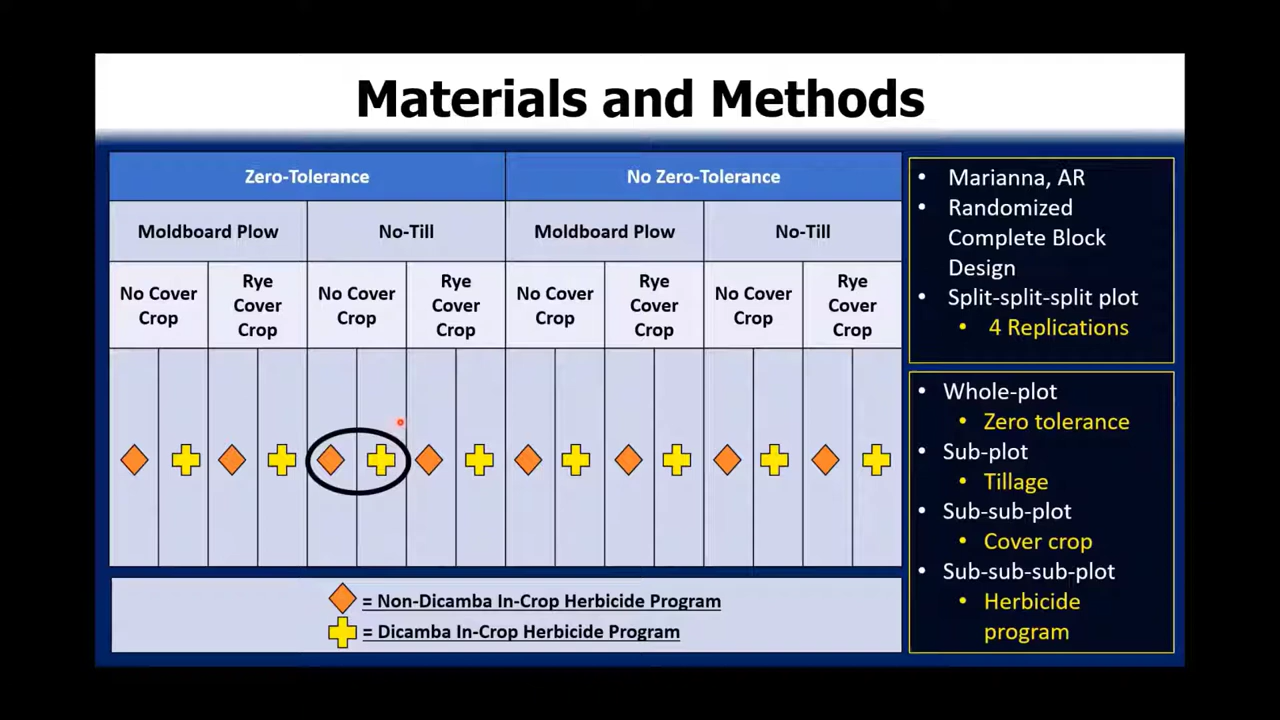 Materials and Methods
Zero-Tolerance
No Zero-Tolerance
Moldboard Plow
No-Till
Moldboard Plow
No-Till
No Cover
Crop
Rye
Cover
Crop
No Cover
Crop
Rye
Cover
Crop
No Cover
Crop
Rye
Cover
Crop
No Cover
Crop
Rye
Cover
Crop
= Non-Dicamba In-Crop Herbicide Program
= Dicamba In-Crop Herbicide Program
• Marianna, AR
• Randomized
Complete Block
Design
• Split-split-split plot
• 4 Replications
• Whole-plot
• Zero tolerance
• Sub-plot
• Tillage
• Sub-sub-plot
• Cover crop
• Sub-sub-sub-plot
• Herbicide
program